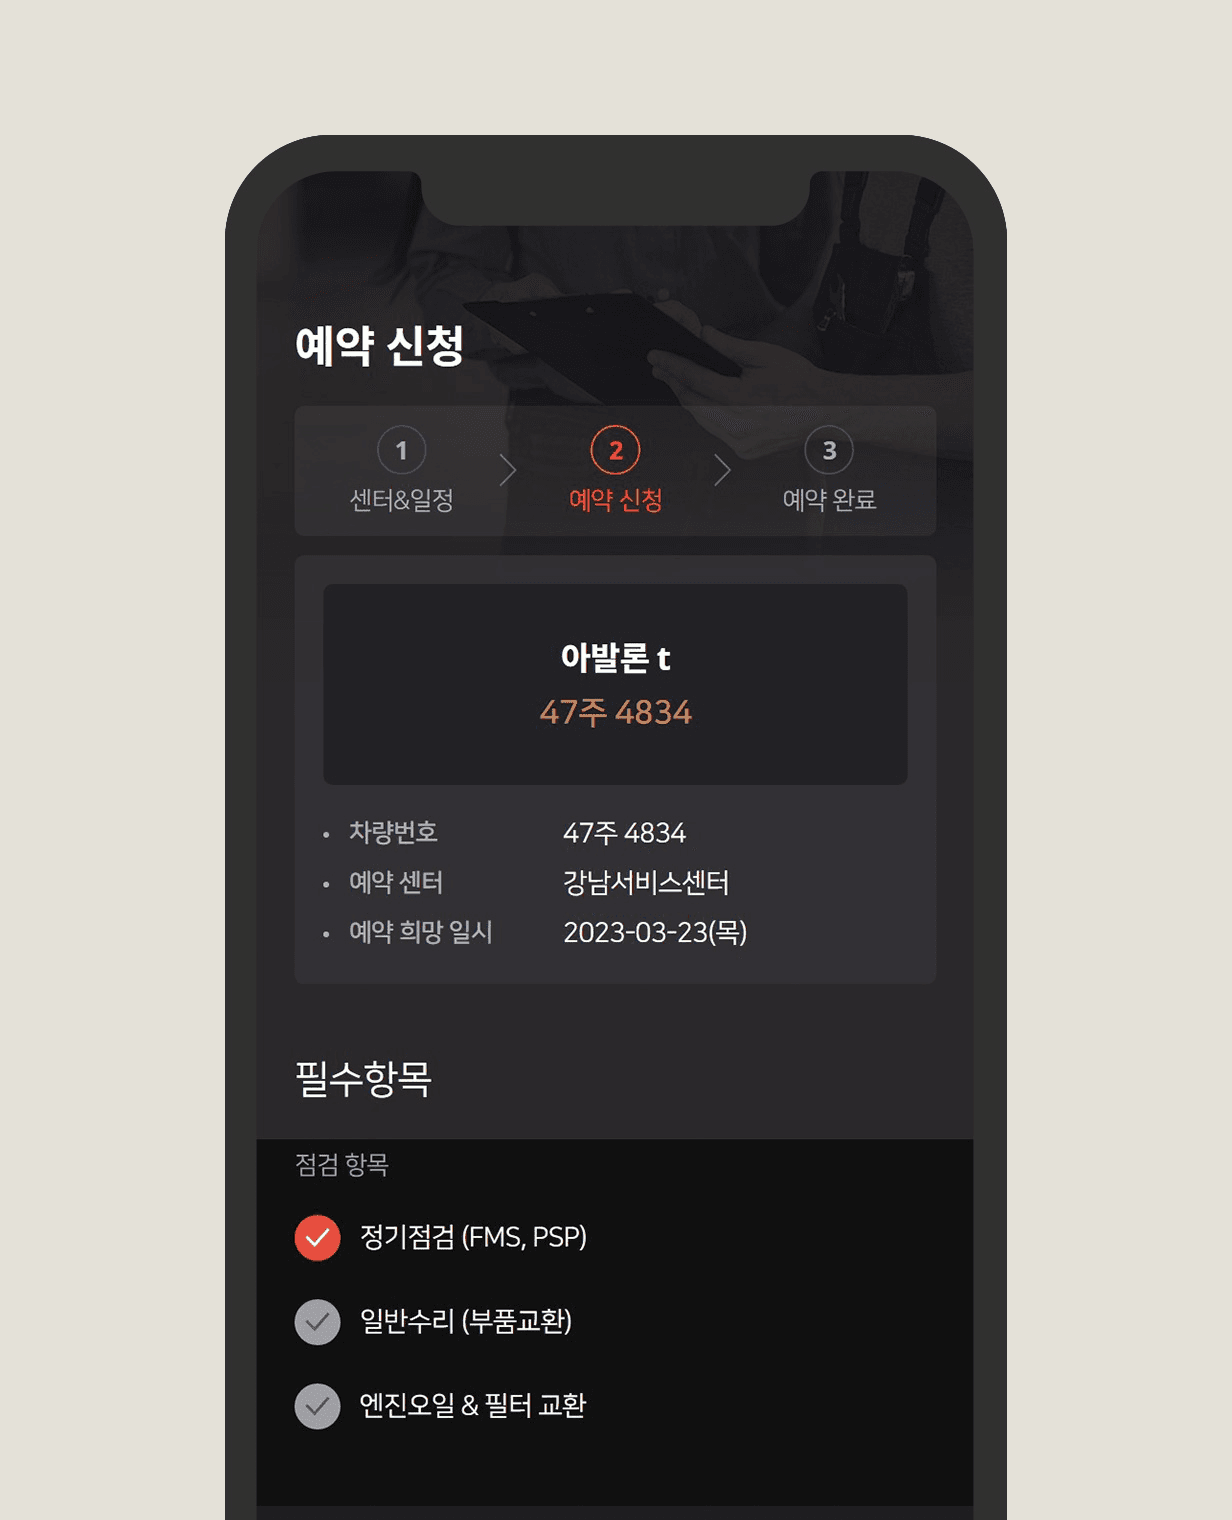 예약 신청
1
센터&일정
2
예약 신청
3
예약 완료
아발론 t
47주 4834
• 차량번호 47주 4834
• 예약 센터 강남서비스센터
• 예약 희망 일시 2023-03-23(목)
필수항목
점검 항목
정기점검 (FMS, PSP)
일반수리 (부품교환)
엔진오일 & 필터 교환